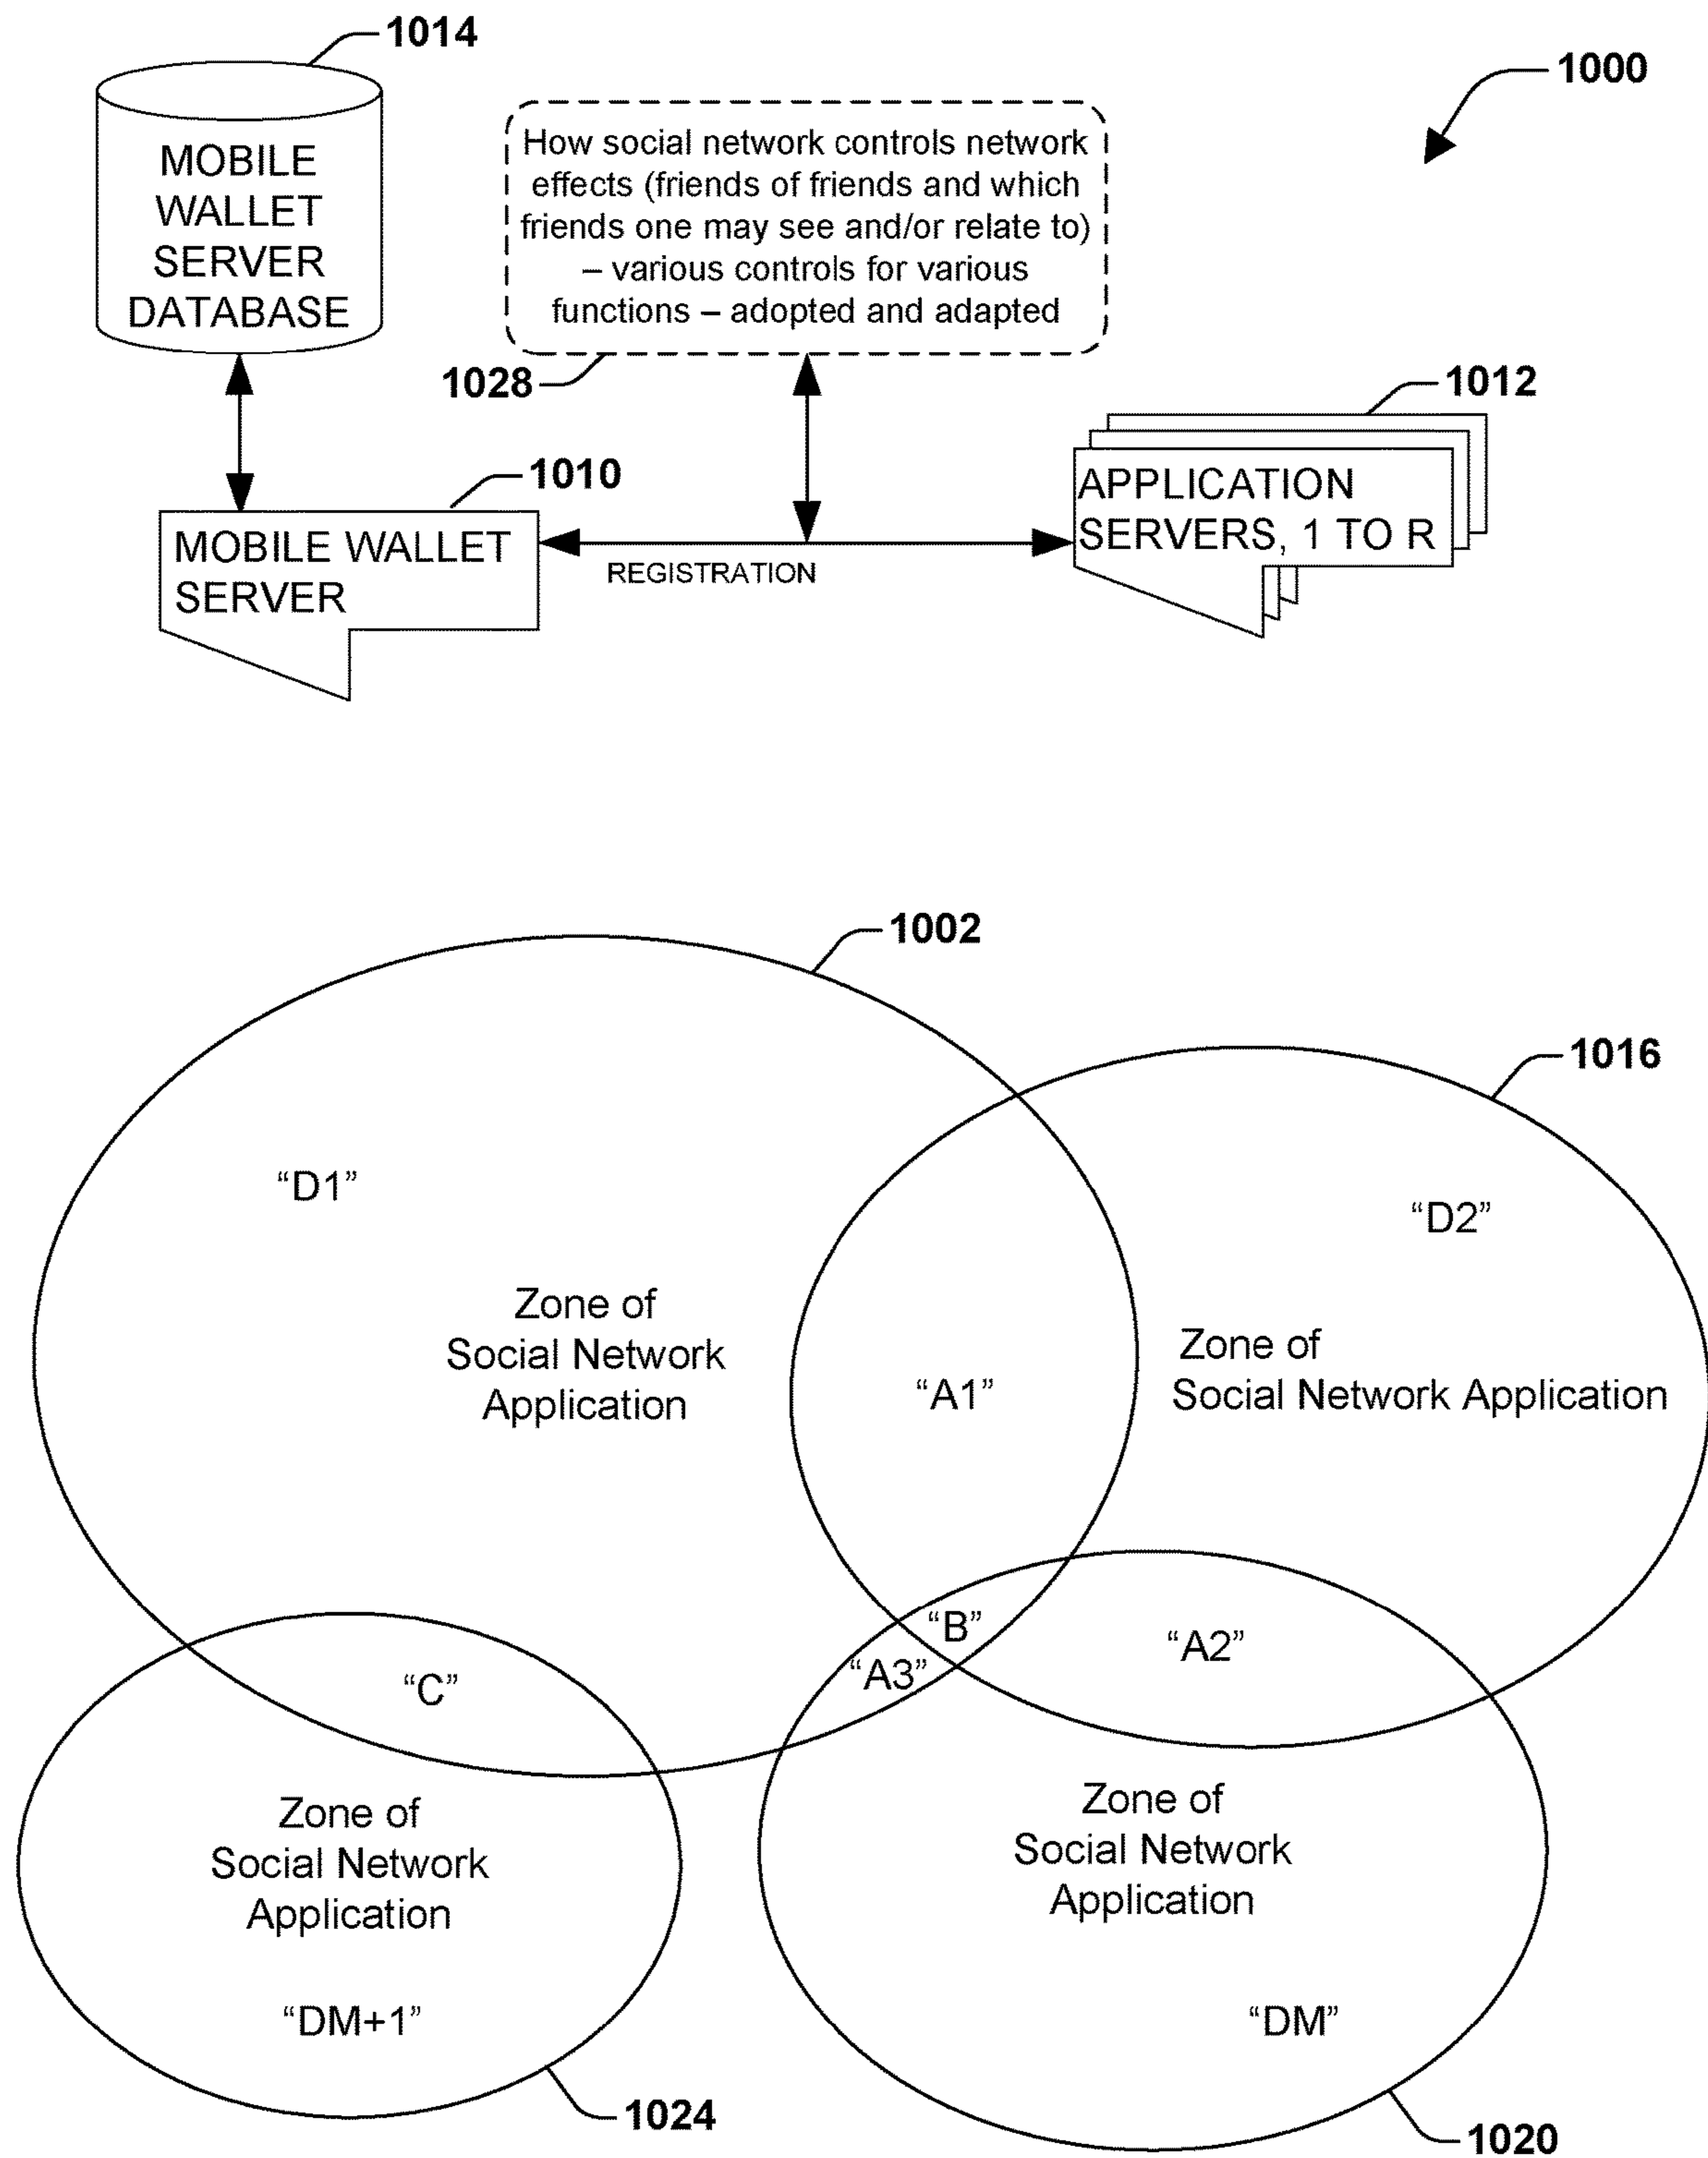 1014
1000
MOBILE
WALLET
SERVER
DATABASE
How social network controls network
effects (friends of friends and which
friends one may see and/or relate to)
– various controls for various
functions – adopted and adapted
1028
1012
1010
APPLICATION
SERVERS, 1 TO R
MOBILE WALLET
SERVER
REGISTRATION
1002
1016
“D1”
“D2”
Zone of
Social Network
Application
“A1”
Zone of
Social Network Application
“B”
“A2”
“A3”
“C”
Zone of
Social Network
Application
“DM+1”
Zone of
Social Network
Application
“DM”
1024
1020